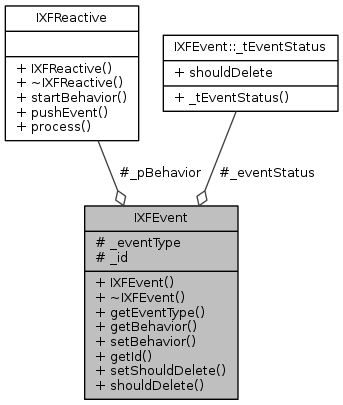 IXFReactive
+ IXFReactive()
+ ~IXFReactive()
+ startBehavior()
+ pushEvent()
+ process()
IXFEvent::_tEventStatus
+ shouldDelete
+ _tEventStatus()
# _pBehavior
# _eventStatus
IXFEvent
# _eventType
# _id
+ IXFEvent()
+ ~IXFEvent()
+ getEventType()
+ getBehavior()
+ setBehavior()
+ getId()
+ setShouldDelete()
+ shouldDelete()